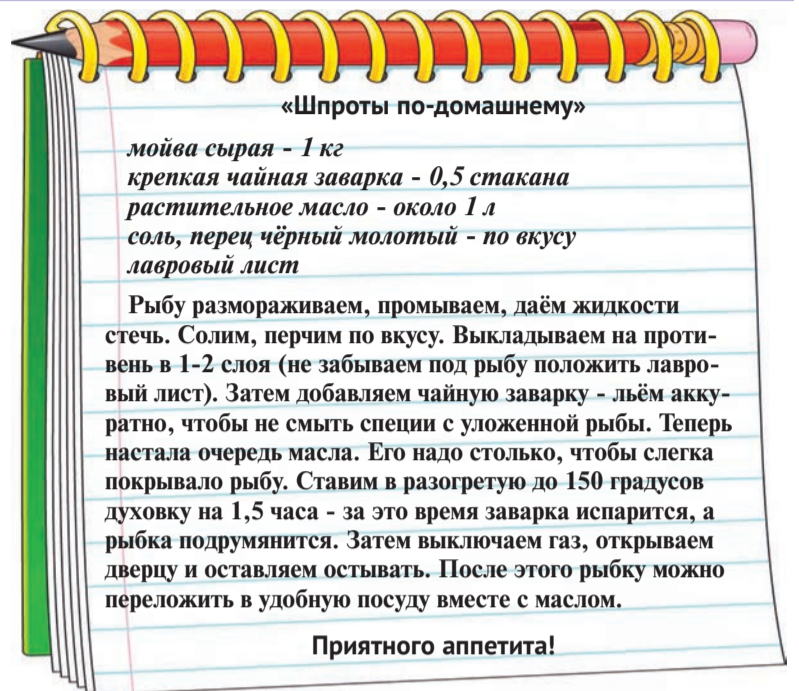 «Шпроты по-домашнему»
мойва сырая - 1 кг
крепкая чайная заварка - 0,5 стакана
растительное масло - около 1 л
соль, перец чёрный молотый - по вкусу
лавровый лист
Рыбу размораживаем, промываем, даём жидкости
стечь. Солим, перчим по вкусу. Выкладываем на проти-
вень в 1-2 слоя (не забываем под рыбу положить лавро-
вый лист). Затем добавляем чайную заварку - льём акку-
ратно, чтобы не смыть специи с уложенной рыбы. Теперь
настала очередь масла. Его надо столько, чтобы слегка
покрывало рыбу. Ставим в разогретую до 150 градусов
духовку на 1,5 часа - за это время заварка испарится, а
рыбка подрумянится. Затем выключаем газ, открываем
дверцу и оставляем остывать. После этого рыбку можно
переложить в удобную посуду вместе с маслом.
Приятного аппетита!